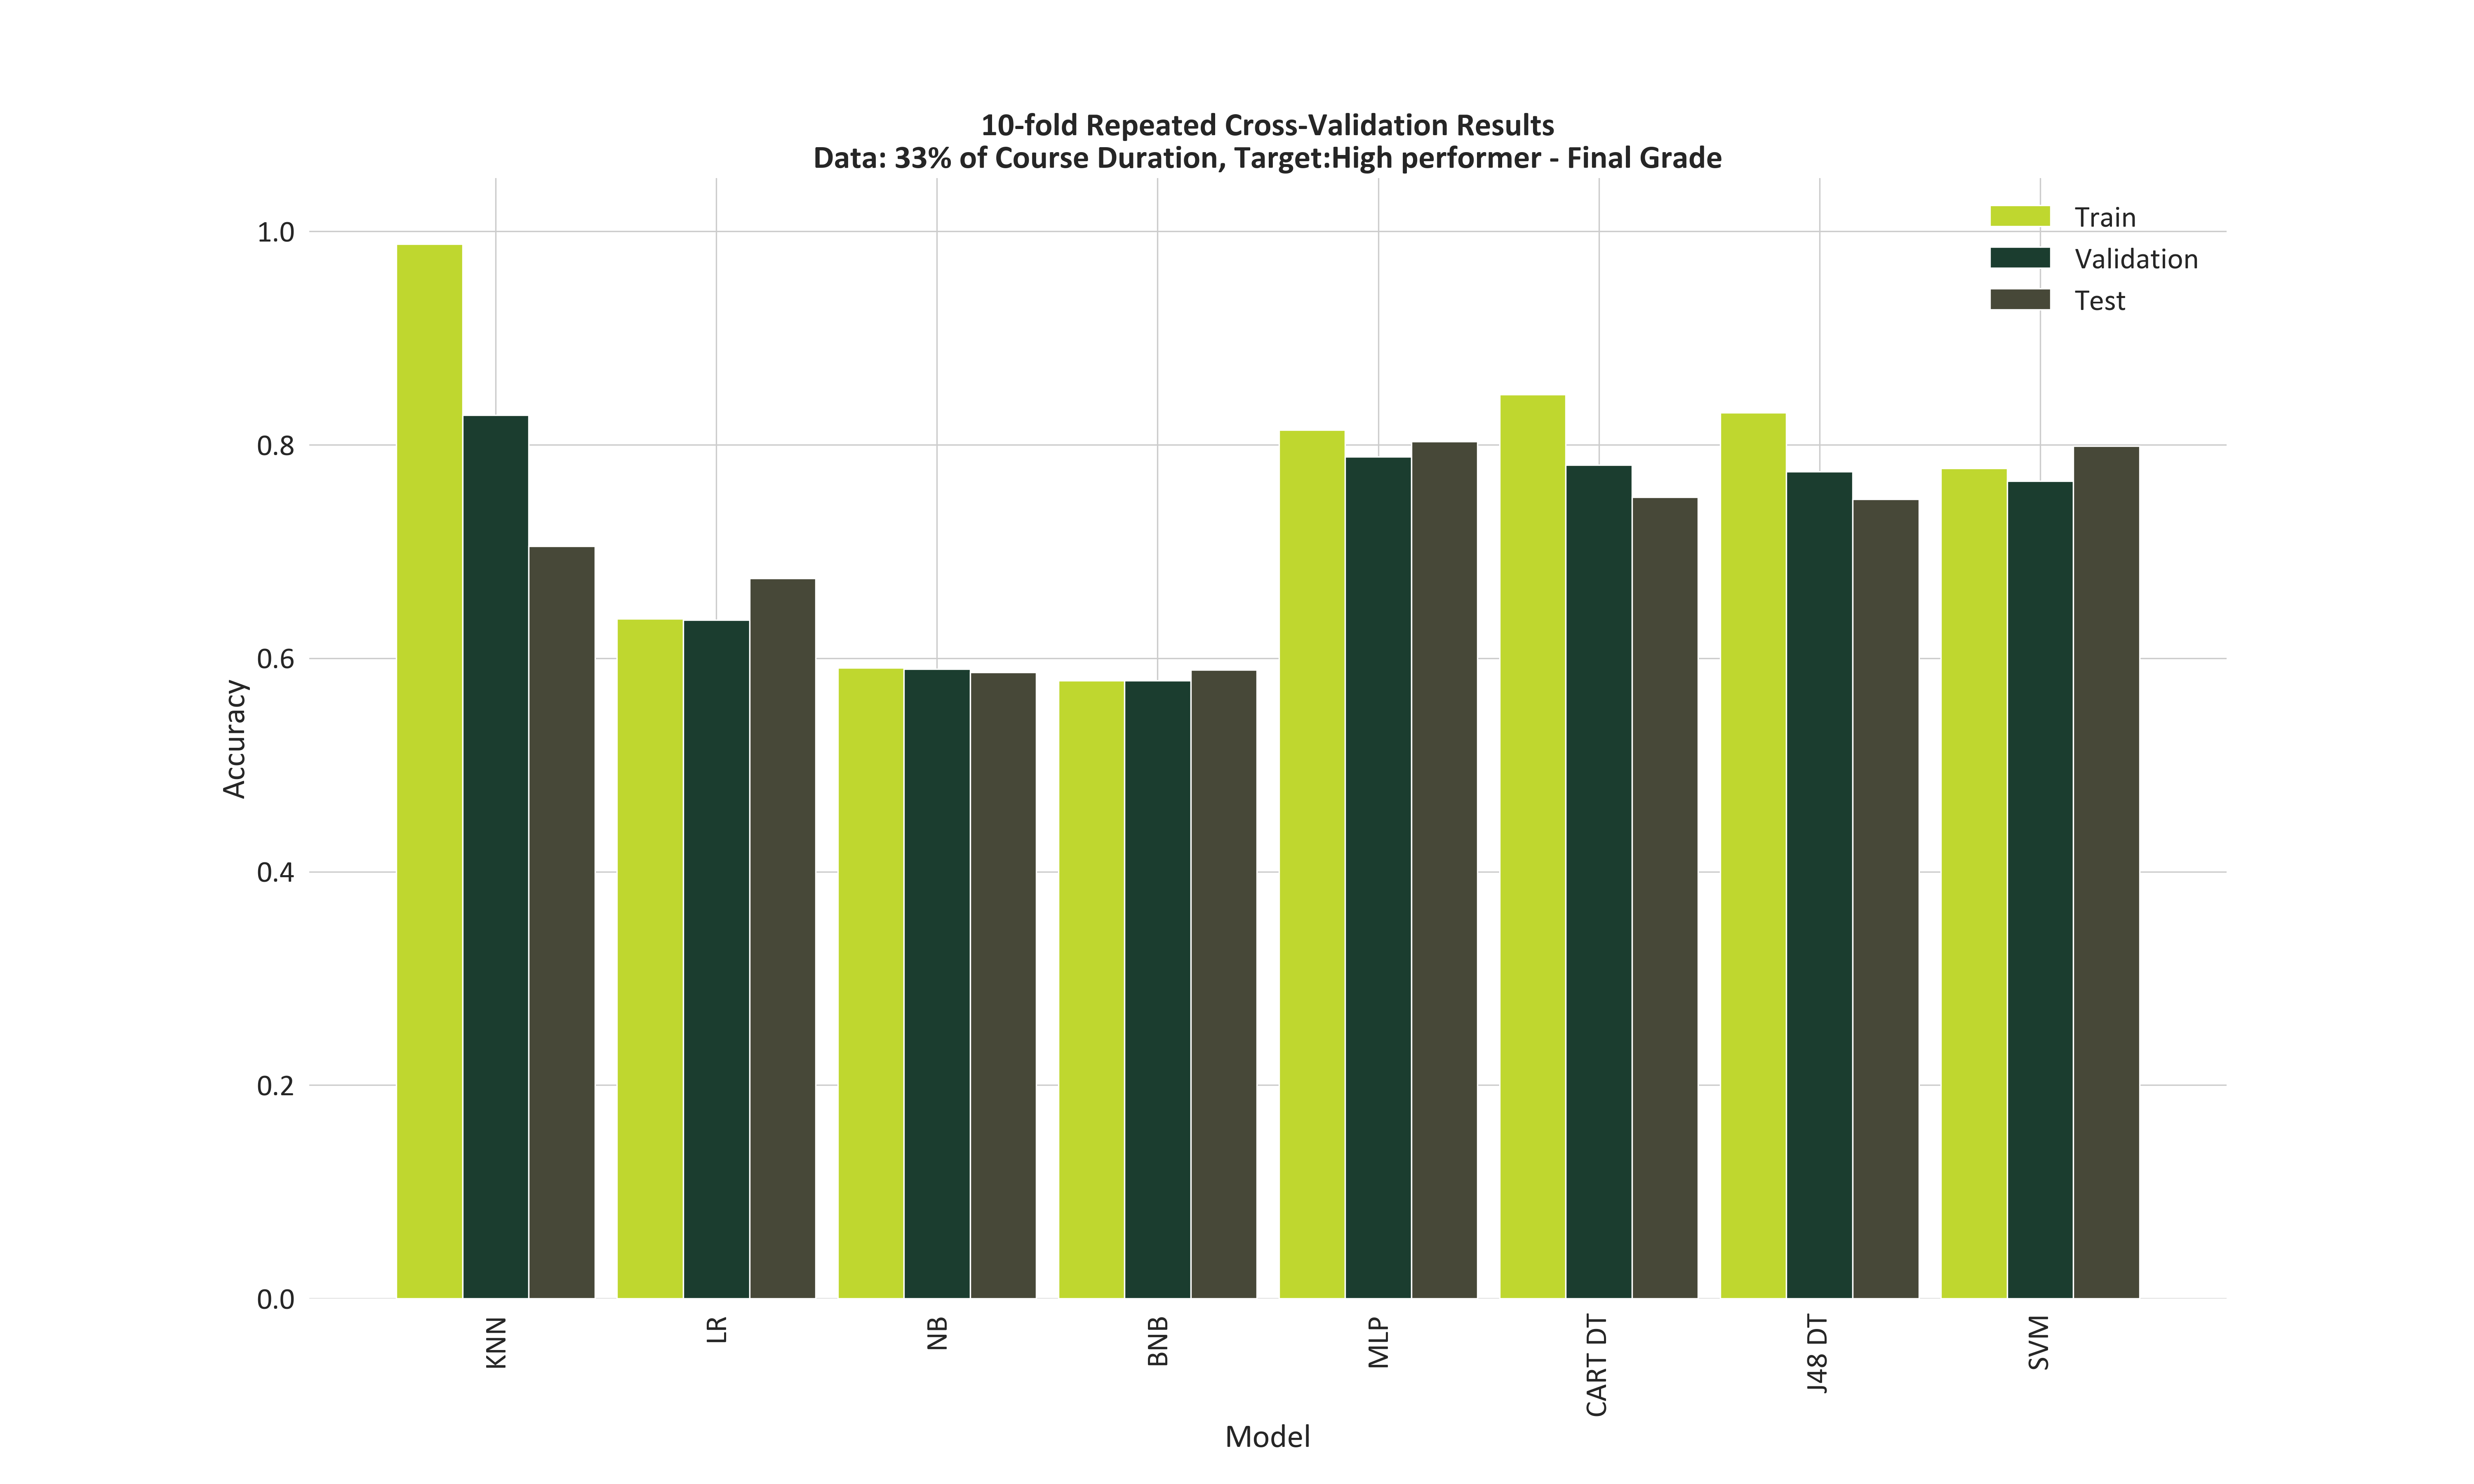 10-fold Repeated Cross-Validation Results
Data: 33% of Course Duration, Target:High performer - Final Grade
Train
Validation
Test
1.0
0.8
0.6
0.4
0.2
0.0
Accuracy
KNN
LR
NB
BNB
MLP
CART DT
J48 DT
SVM
Model